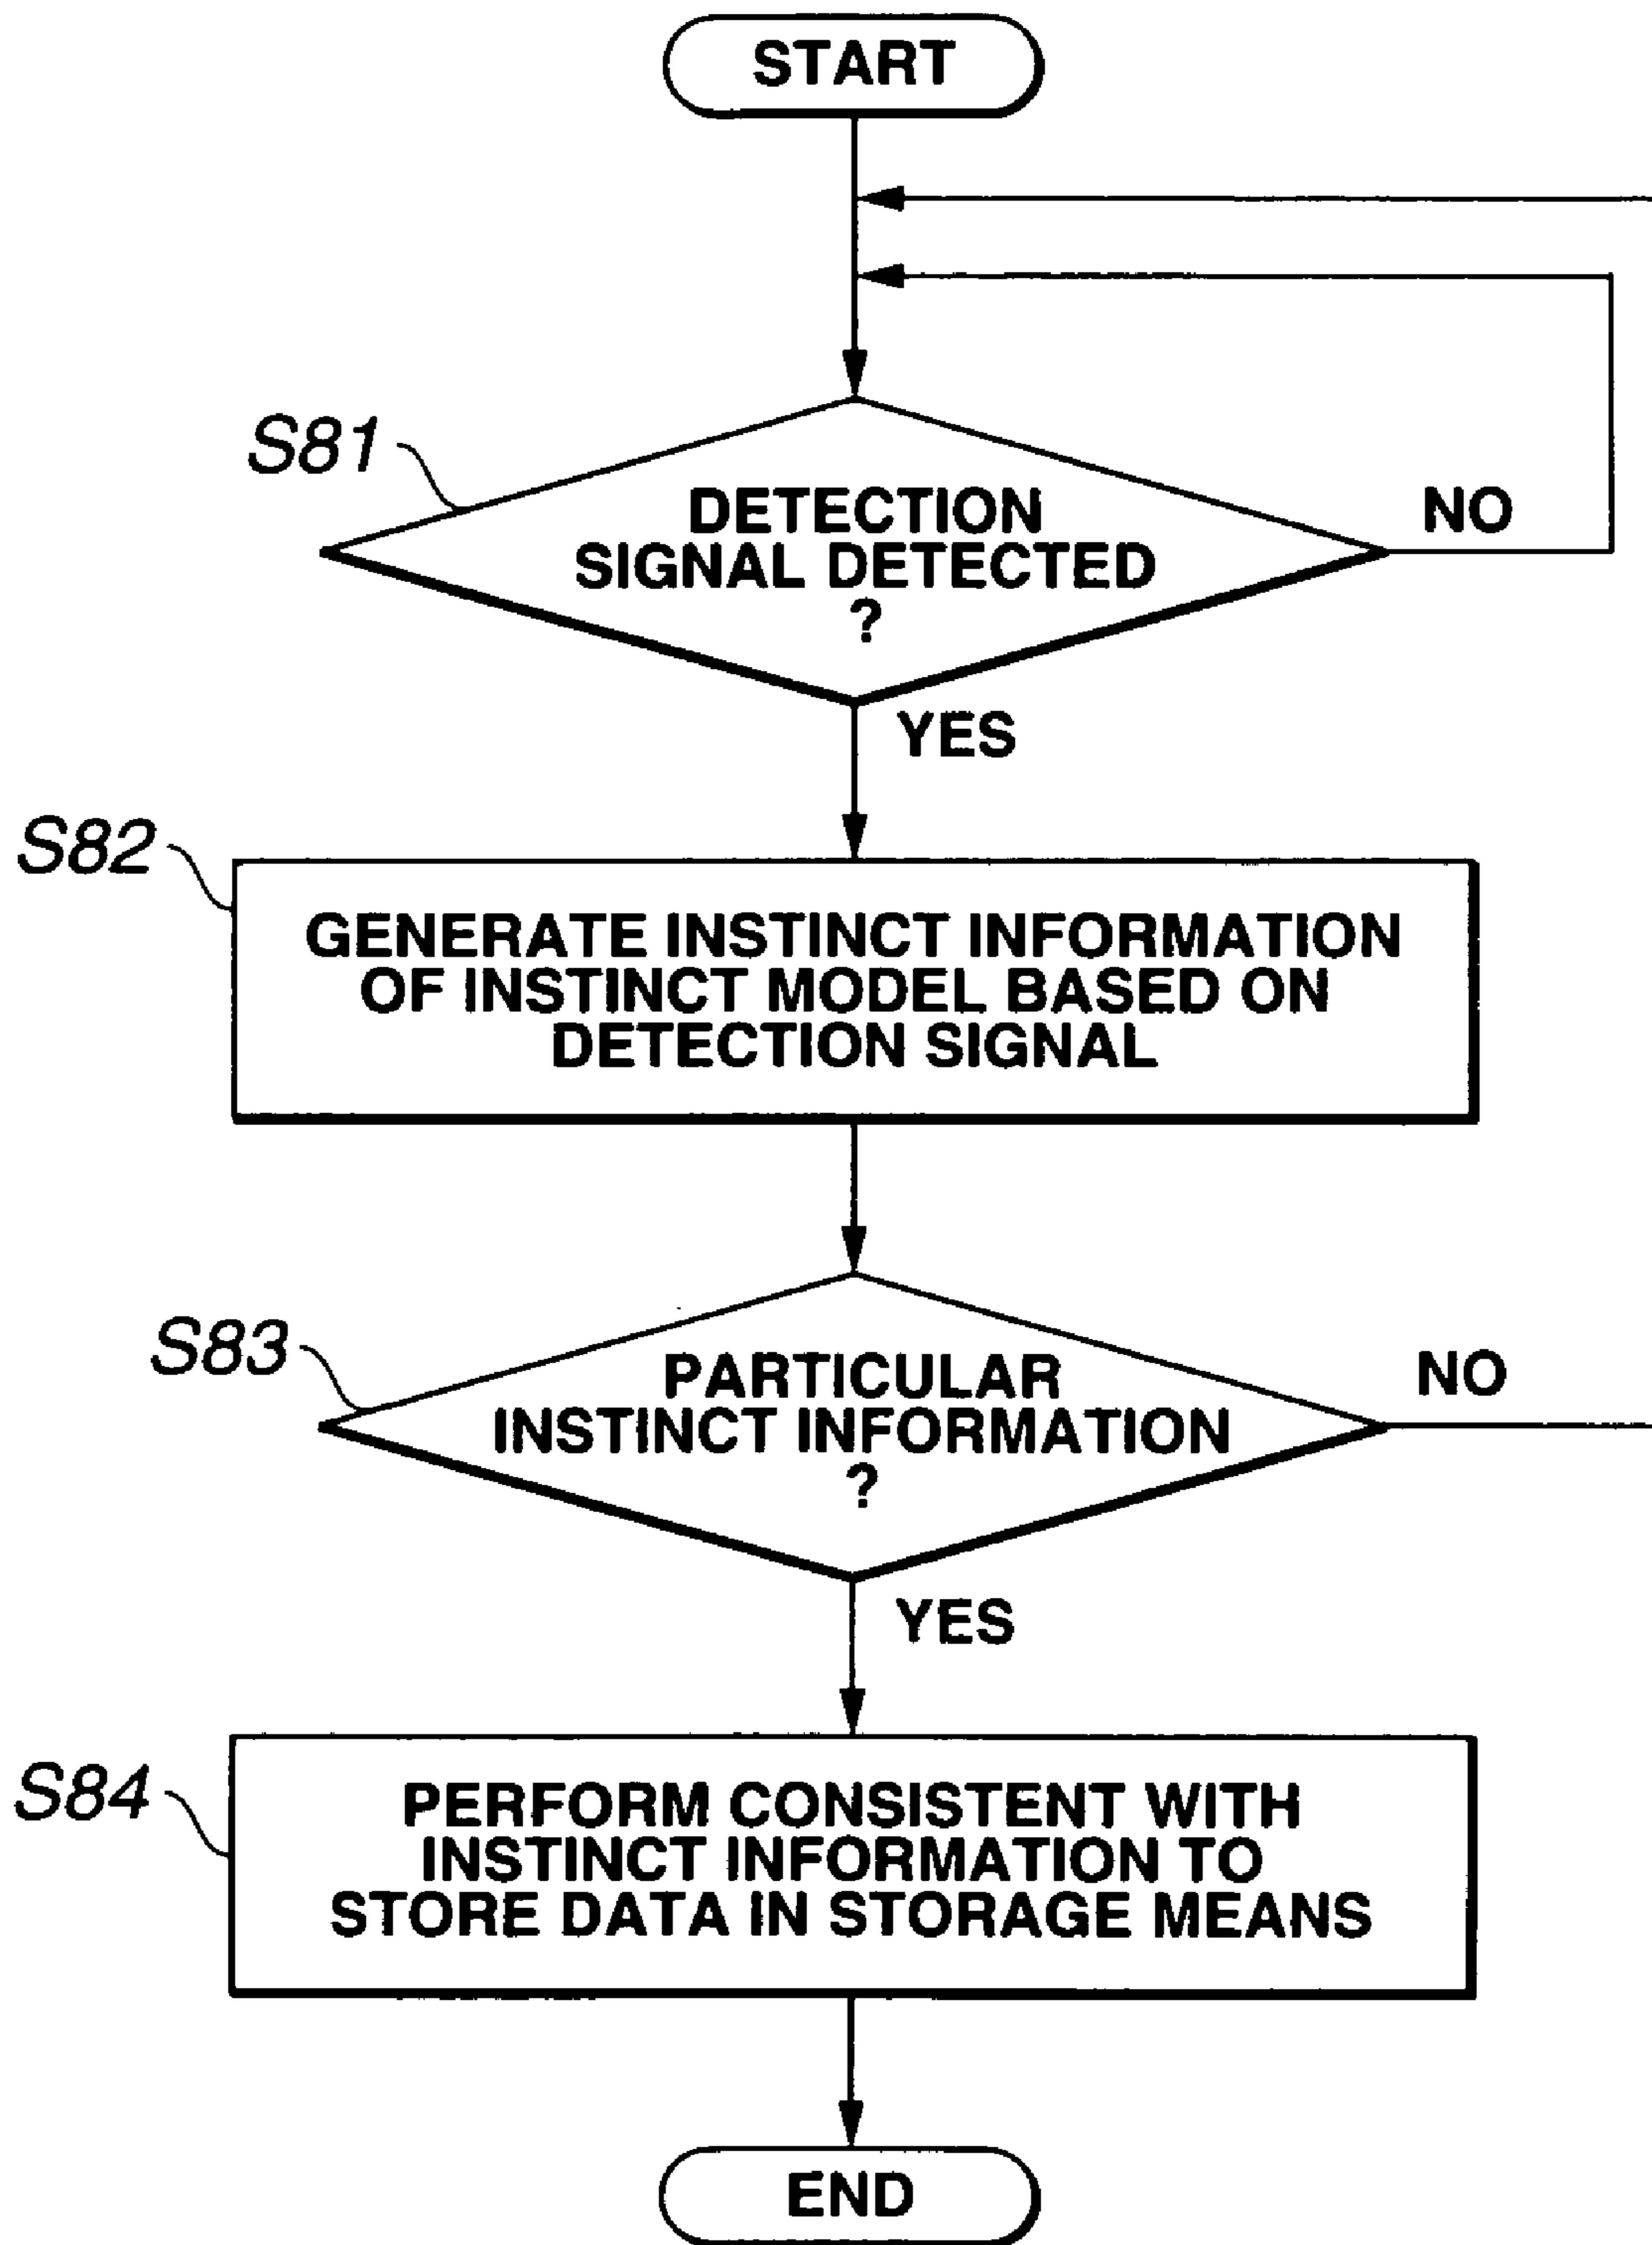 START
S81
DETECTION
SIGNAL DETECTED
?
NO
YES
S82
GENERATE INSTINCT INFORMATION
OF INSTINCT MODEL BASED ON
DETECTION SIGNAL
S83
PARTICULAR
INSTINCT INFORMATION
?
NO
YES
S84
PERFORM CONSISTENT WITH
INSTINCT INFORMATION TO
STORE DATA IN STORAGE MEANS
END